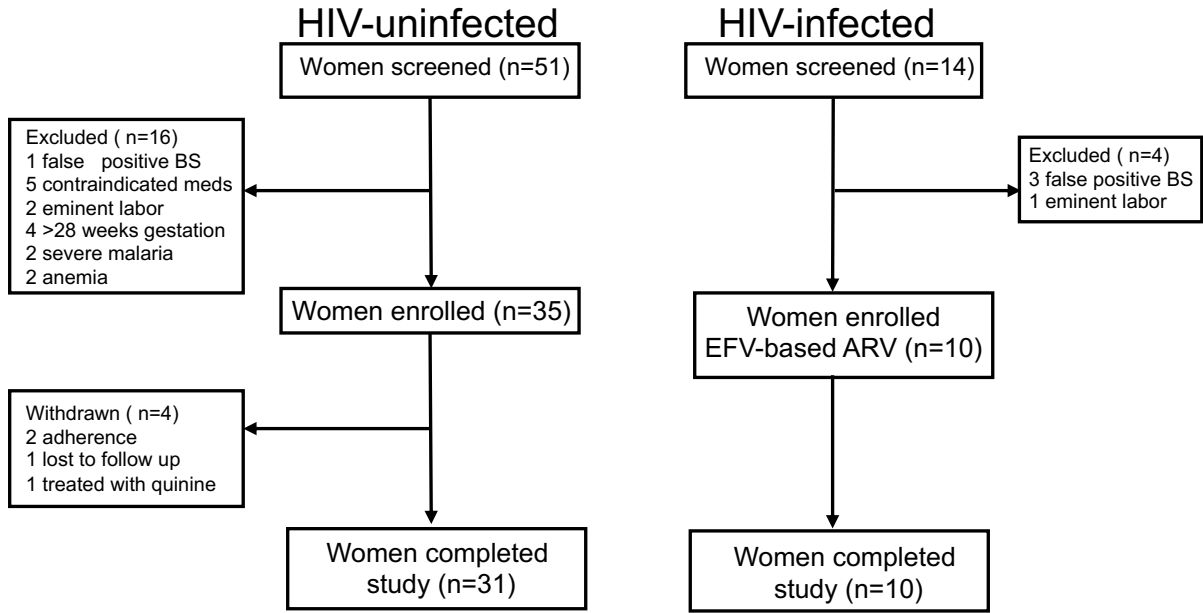 HIV-uninfected
Women screened (n=51)
Excluded ( n=16)
1 false positive BS
5 contraindicated meds
2 eminent labor
4 >28 weeks gestation
2 severe malaria
2 anemia
Women enrolled (n=35)
Withdrawn ( n=4)
2 adherence
1 lost to follow up
1 treated with quinine
Women completed
study (n=31)
HIV-infected
Women screened (n=14)
Excluded ( n=4)
3 false positive BS
1 eminent labor
Women enrolled
EFV-based ARV (n=10)
Women completed
study (n=10)